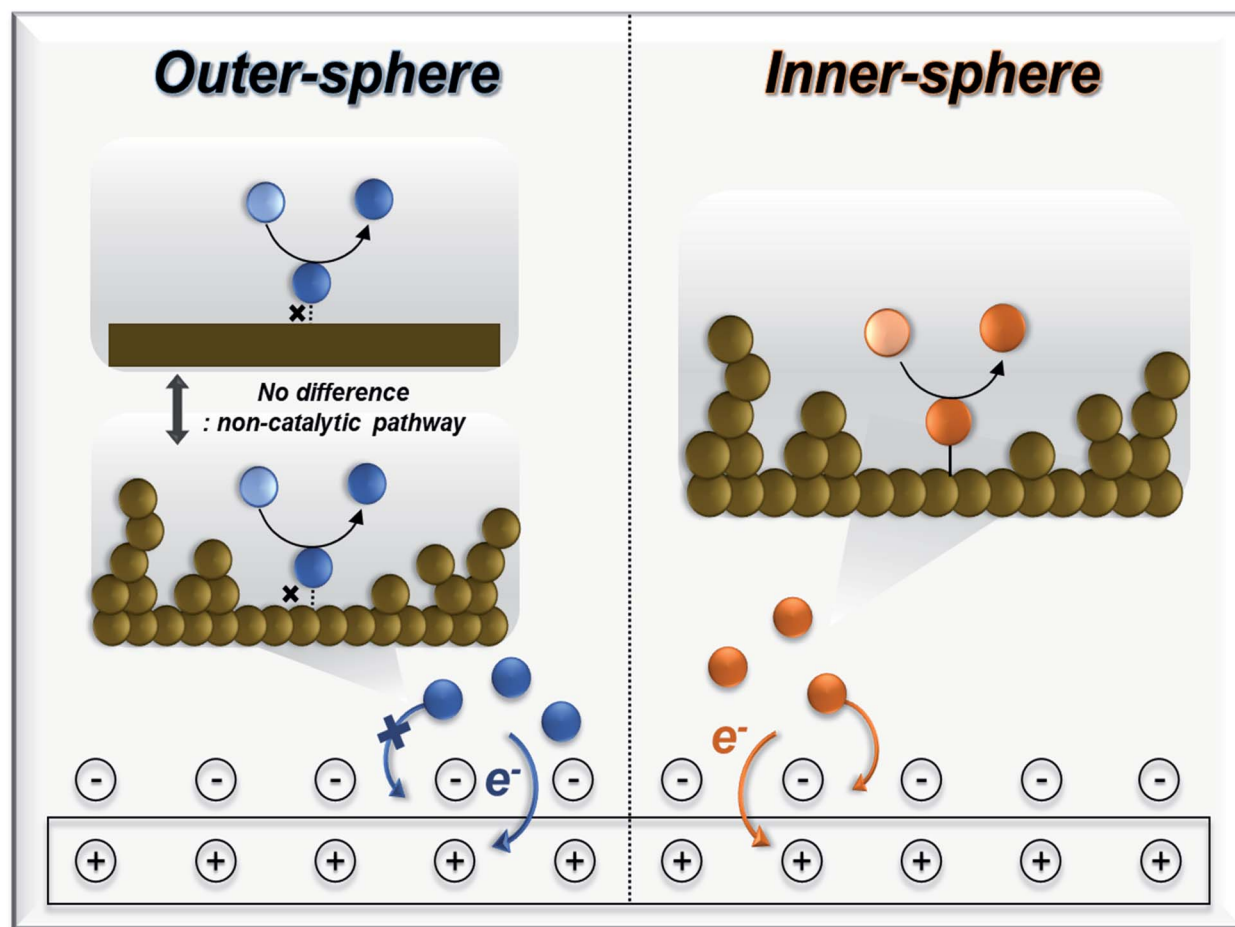 Outer-sphere
Inner-sphere
No difference
: non-catalytic pathway
e-
e-
- - - - - - - - - -
+ + + + + + + + + +